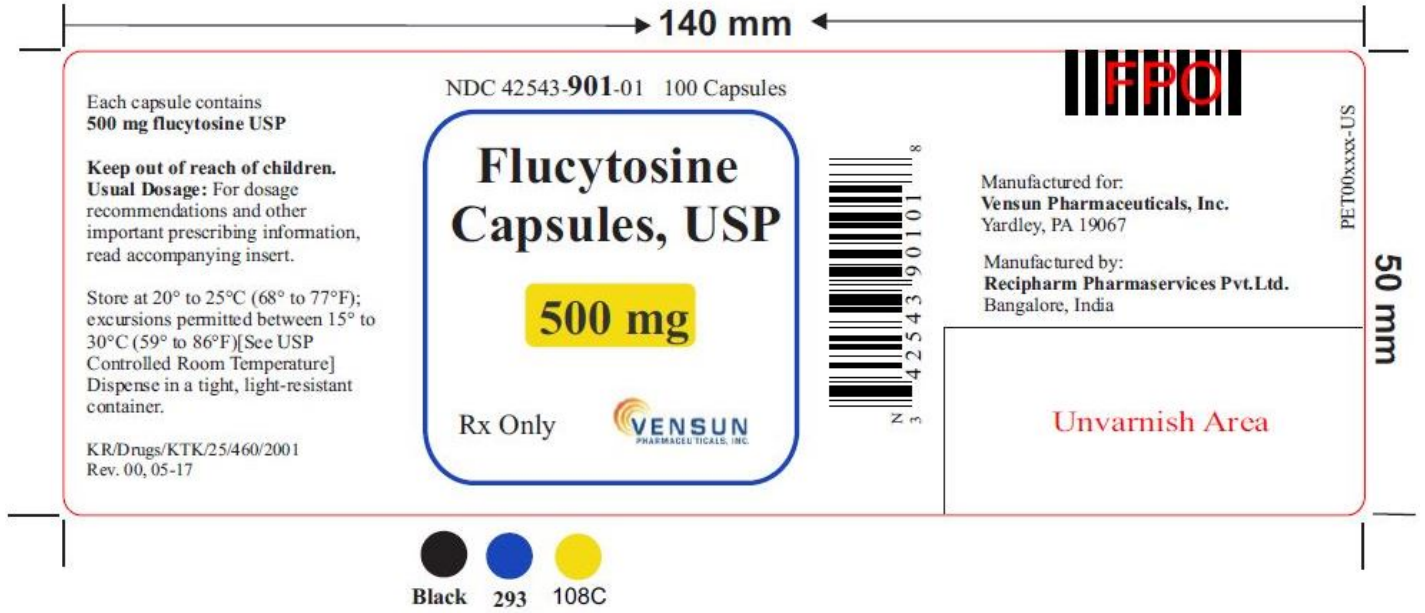 140 mm
Each capsule contains
500 mg flucytosine USP
Keep out of reach of children.
Usual Dosage: For dosage
recommendations and other
important prescribing information,
read accompanying insert.
Store at 20° to 25°C (68° to 77°F);
excursions permitted between 15° to
30°C (59° to 86°F)[See USP
Controlled Room Temperature]
Dispense in a tight, light-resistant
container.
KR/Drugs/KTK/25/460/2001
Rev. 00, 05-17
NDC 42543-901-01 100 Capsules
Flucytosine
Capsules, USP
500 mg
Rx Only
VENSUN
PHARMACEUTICALS, INC.
N
3 42543 90101 8
FPO
Manufactured for:
Vensun Pharmaceuticals, Inc.
Yardley, PA 19067
Manufactured by:
Recipharm Pharmaservices Pvt.Ltd.
Bangalore, India
PET00xxxxx-US
Unvarnish Area
50 mm
Black 293 108C